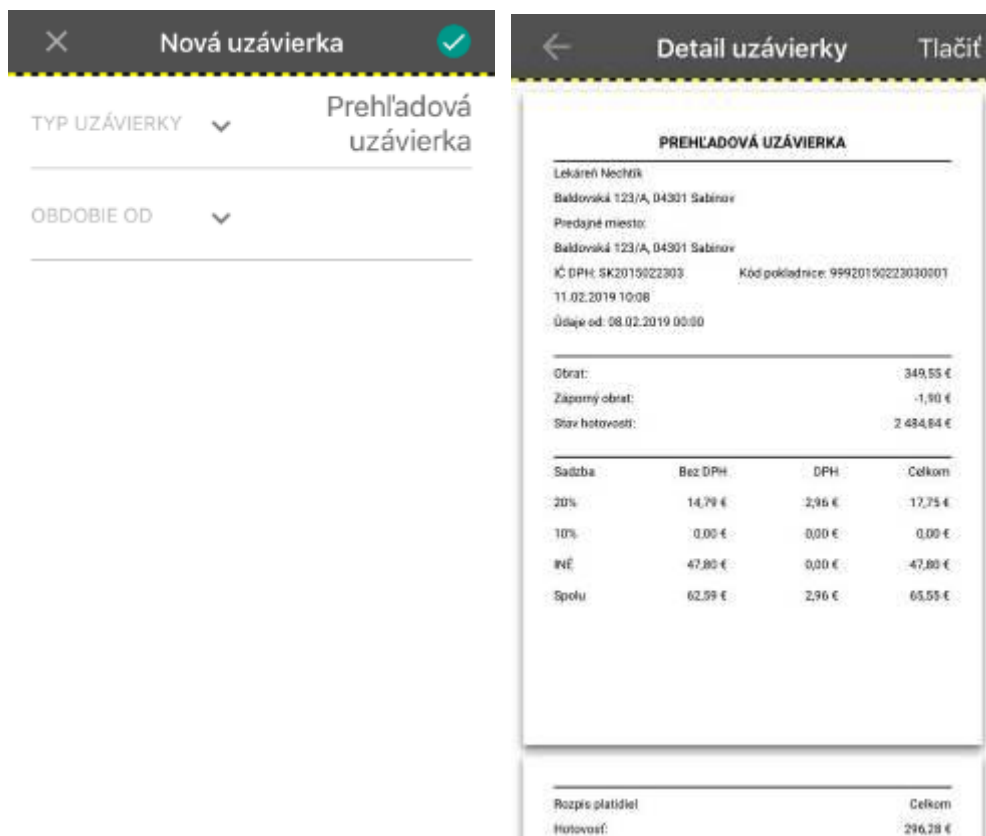 Nová uzávierka
TYP UZÁVIERKY Prehľadová uzávierka
OBDOBIE OD
Detail uzávierky Tlačiť
PREHĽADOVÁ UZÁVIERKA
Lekáreň Nechtík
Baldovská 123/A, 04301 Sabinov
Predajné miesto:
Baldovská 123/A, 04301 Sabinov
IČ DPH: SK2015022303 Kód pokladnice: 99920150223030001
11.02.2019 10:08
Údaje od: 08.02.2019 00:00
Obrat: 349,55 €
Záporný obrat: -1,90 €
Stav hotovosti: 2 484,84 €
Sadzba Bez DPH DPH Celkom
20% 14,79 € 2,96 € 17,75 €
10% 0,00 € 0,00 € 0,00 €
INÉ 47,80 € 0,00 € 47,80 €
Spolu 62,59 € 2,96 € 65,55 €
Rozpis platidiel Celkom
Hotovosť: 296,28 €